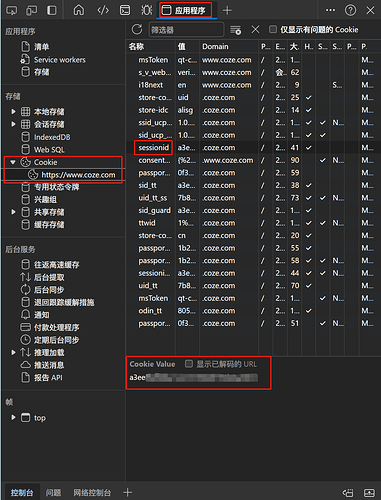 应用程序
筛选器
仅显示有问题的 Cookie
应用程序
清单
Service workers
存储
存储
本地存储
会话存储
IndexedDB
Web SQL
Cookie
https://www.coze.com
专用状态令牌
兴趣组
共享存储
缓存存储
后台服务
往返高速缓存
后台提取
后台同步
退回跟踪缓解措施
通知
付款处理程序
定期后台同步
推理加载
推送消息
报告 API
帧
top
名称 值 Domain P... E... 大. H.. S... S... P... P...
msToken qt-c... www.coze.com / 2... 1... M...
s_v_web... veri... www.coze.com / 会 62 M...
i18next en www.coze.com / 2... 9 S... M...
store-co... uid .coze.com / 2... 25 ✓ M...
store-idc alisg .coze.com / 2... 14 ✓ M...
ssid_ucp... 1.0.... .coze.com / 2... 1... ✓ ✓ N... M...
sid_ucp_... 1.0.... .coze.com / 2... 1... ✓ M...
sessionid a3e... .coze.com / 2... 41 ✓ M...
consent... {%2... .www.coze.com / 2... 90 ✓ N... M...
passpor... 0f3... .coze.com / 2... 59 M...
sid_tt a3e... .coze.com / 2... 38 ✓ M...
uid_tt_ss 7b8... .coze.com / 2... 73 ✓ ✓ N... M...
sid_guard a3e... .coze.com / 2... 1... ✓ M...
ttwid 1%... .coze.com / 2... 1... ✓ ✓ N... M...
store-co... cn .coze.com / 2... 20 ✓ M...
passpor... .coze.com / 2... 44 ✓ ✓ M...
passpor... .coze.com / 2... 58 ✓ ✓ N... M...
sessioni... a3e... .coze.com / 2... 44 ✓ ✓ N... M...
uid_tt 7b8... .coze.com / 2... 70 ✓ M...
msToken qt-c... .coze.com / 2... 1... ✓ N... M...
odin_tt 805... .coze.com / 2... 1... ✓ M...
passpor... 0f3... .coze.com / 2... 51 ✓ N... M...
Cookie Value 显示已解码的 URL
a3ee
控制台 问题 网络控制台